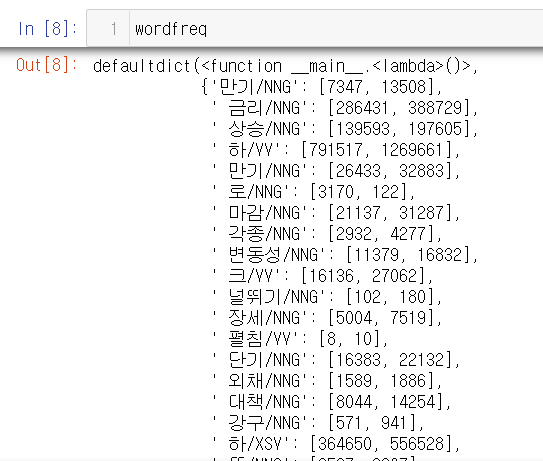 In [8]: 1 wordfreq
Out[8]: defaultdict(<function __main__.<lambda>()>,
{'만기/NNG': [7347, 13508],
' 금리/NNG': [286431, 388729],
' 상승/NNG': [139593, 197605],
' 하/VV': [791517, 1269661],
' 만기/NNG': [26433, 32883],
' 로/NNG': [3170, 122],
' 마감/NNG': [21137, 31287],
' 각종/NNG': [2932, 4277],
' 변동성/NNG': [11379, 16832],
' 크/VV': [16136, 27062],
' 널뛰기/NNG': [102, 180],
' 장세/NNG': [5004, 7519],
' 펼침/VV': [8, 10],
' 단기/NNG': [16383, 22132],
' 외채/NNG': [1589, 1886],
' 대책/NNG': [8044, 14254],
' 강구/NNG': [571, 941],
' 하/XSV': [364650, 556528],